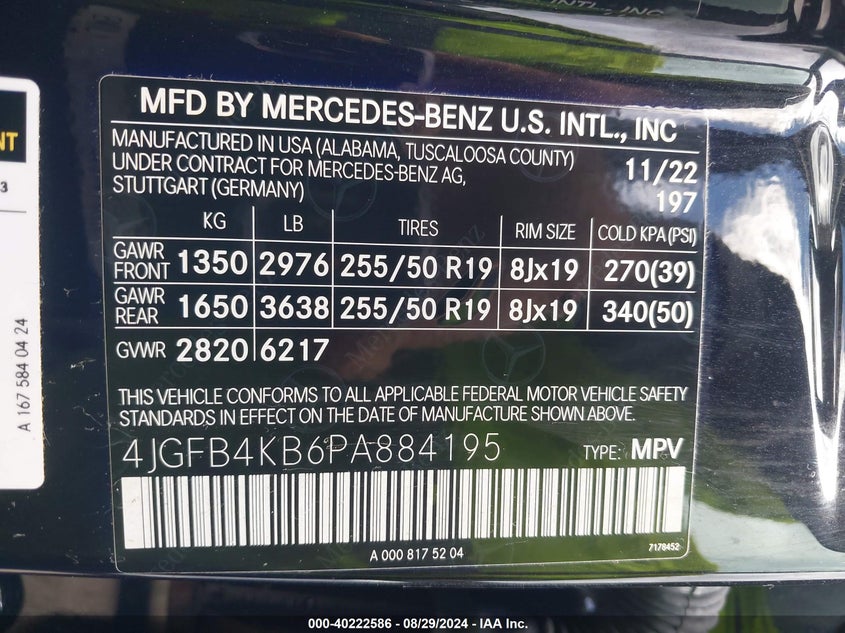 MFD BY MERCEDES-BENZ U.S. INTL., INC
MANUFACTURED IN USA (ALABAMA, TUSCALOOSA COUNTY)
UNDER CONTRACT FOR MERCEDES-BENZ AG,
STUTTGART (GERMANY)
11/22
197
KG LB TIRES RIM SIZE COLD KPA(PSI)
GAWR FRONT 1350 2976 255/50 R19 8Jx19 270(39)
GAWR REAR 1650 3638 255/50 R19 8Jx19 340(50)
GVWR 2820 6217
THIS VEHICLE CONFORMS TO ALL APPLICABLE FEDERAL MOTOR VEHICLE SAFETY
STANDARDS IN EFFECT ON THE DATE OF MANUFACTURE SHOWN ABOVE.
4JGFB4KB6PA884195 TYPE: MPV
A 000 817 52 04
7170452
A 167 584 04 24
000-40222586 - 08/29/2024 - IAA Inc.